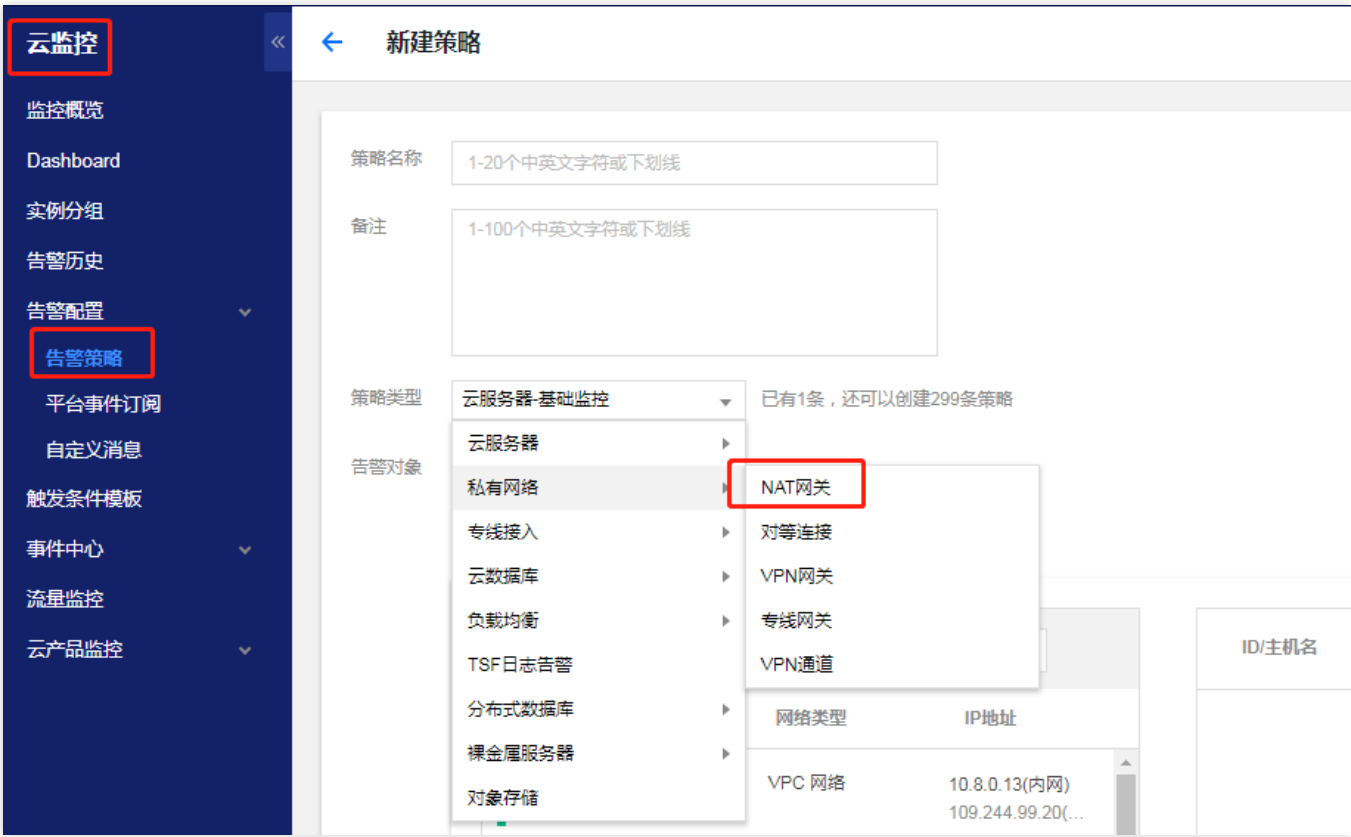 云监控
监控概览
Dashboard
实例分组
告警历史
告警配置
告警策略
平台事件订阅
自定义消息
触发条件模板
事件中心
流量监控
云产品监控
新建策略
策略名称
1-20个中英文字符或下划线
备注
1-100个中英文字符或下划线
策略类型
云服务器-基础监控
已有1条，还可以创建299条策略
告警对象
云服务器
私有网络
专线接入
云数据库
负载均衡
TSF日志告警
分布式数据库
裸金属服务器
对象存储
NAT网关
对等连接
VPN网关
专线网关
VPN通道
网络类型 IP地址
VPC 网络 10.8.0.13(内网)
109.244.99.20(...
ID/主机名